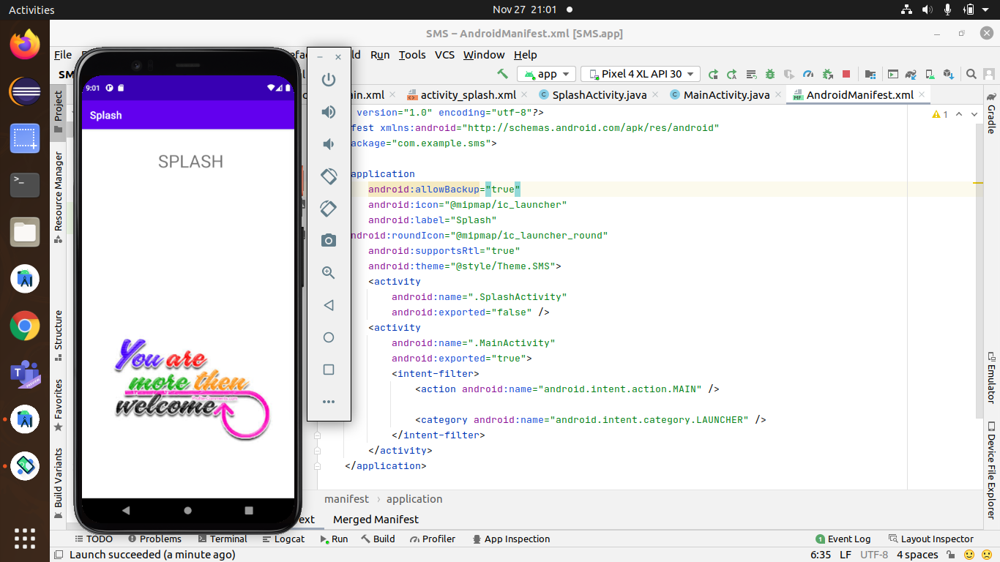 Activities
Nov 27 21:01
SMS – AndroidManifest.xml [SMS.app]
File
Run Tools VCS Window Help
app
Pixel 4 XL API 30
ain.xml
activity_splash.xml
SplashActivity.java
MainActivity.java
AndroidManifest.xml
Project
Resource Manager
Structure
Favorites
Build Variants
9:01
Splash
SPLASH
You are
more then
welcome
version="1.0" encoding="utf-8"?>
fest xmlns:android="http://schemas.android.com/apk/res/android"
ackage="com.example.sms">
application
android:allowBackup="true"
android:icon="@mipmap/ic_launcher"
android:label="Splash"
ndroid:roundIcon="@mipmap/ic_launcher_round"
android:supportsRtl="true"
android:theme="@style/Theme.SMS">
<activity
android:name=".SplashActivity"
android:exported="false" />
<activity
android:name=".MainActivity"
android:exported="true">
<intent-filter>
<action android:name="android.intent.action.MAIN" />
<category android:name="android.intent.category.LAUNCHER" />
</intent-filter>
</activity>
</application>
1
Gradle
Emulator
Device File Explorer
manifest › application
ext
Merged Manifest
TODO
Problems
Terminal
Logcat
Run
Build
Profiler
App Inspection
1 Event Log
Layout Inspector
Launch succeeded (a minute ago)
6:35 LF UTF-8 4 spaces